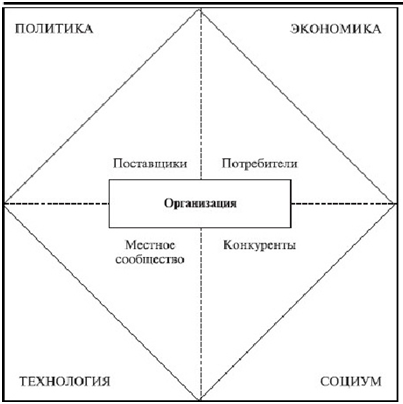 ПОЛИТИКА
ЭКОНОМИКА
Поставщики
Потребители
Организация
Местное
сообщество
Конкуренты
ТЕХНОЛОГИЯ
СОЦИУМ